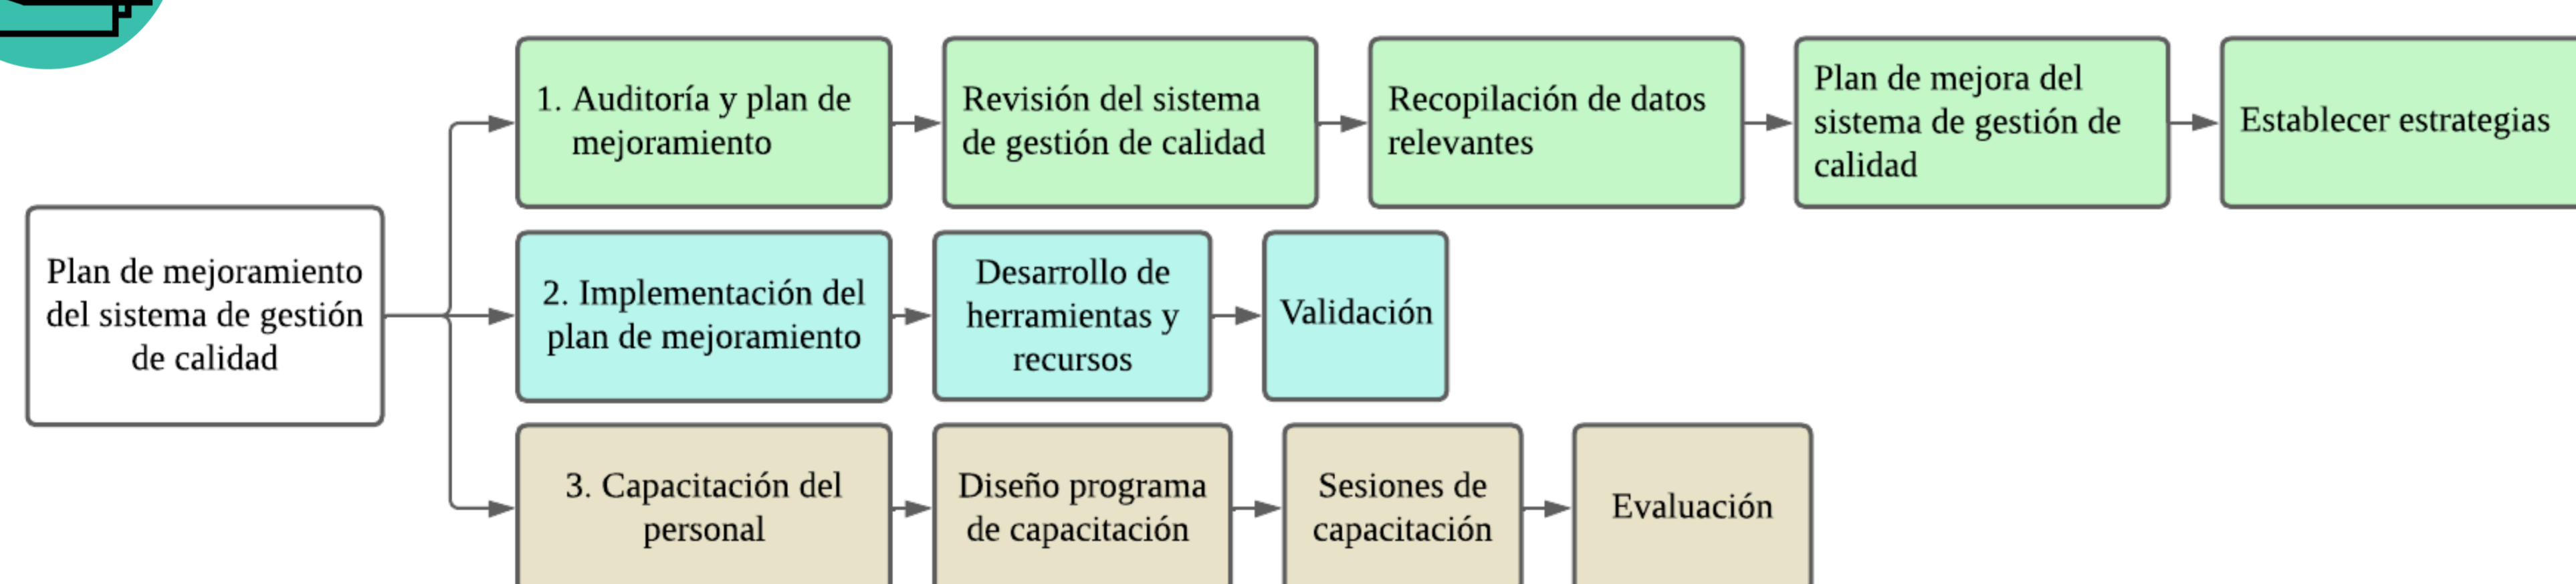 1. Auditoría y plan de
mejoramiento
Revisión del sistema
de gestión de calidad
Recopilación de datos
relevantes
Plan de mejora del
sistema de gestión de
calidad
Establecer estrategias
Plan de mejoramiento
del sistema de gestión
de calidad
2. Implementación del
plan de mejoramiento
Desarrollo de
herramientas y
recursos
Validación
3. Capacitación del
personal
Diseño programa
de capacitación
Sesiones de
capacitación
Evaluación